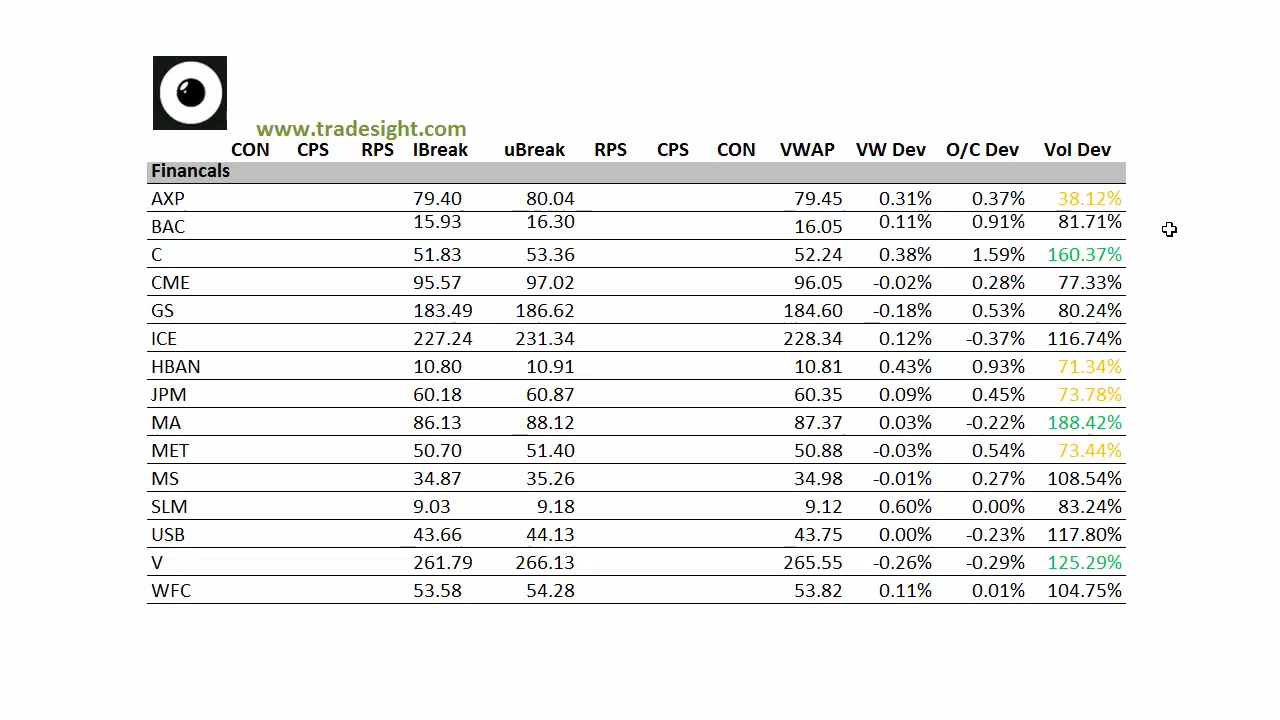 www.tradesight.com
CON CPS RPS lBreak uBreak RPS CPS CON VWAP VW Dev O/C Dev Vol Dev
Financals
AXP 79.40 80.04 79.45 0.31% 0.37% 38.12%
BAC 15.93 16.30 16.05 0.11% 0.91% 81.71%
C 51.83 53.36 52.24 0.38% 1.59% 160.37%
CME 95.57 97.02 96.05 -0.02% 0.28% 77.33%
GS 183.49 186.62 184.60 -0.18% 0.53% 80.24%
ICE 227.24 231.34 228.34 0.12% -0.37% 116.74%
HBAN 10.80 10.91 10.81 0.43% 0.93% 71.34%
JPM 60.18 60.87 60.35 0.09% 0.45% 73.78%
MA 86.13 88.12 87.37 0.03% -0.22% 188.42%
MET 50.70 51.40 50.88 -0.03% 0.54% 73.44%
MS 34.87 35.26 34.98 -0.01% 0.27% 108.54%
SLM 9.03 9.18 9.12 0.60% 0.00% 83.24%
USB 43.66 44.13 43.75 0.00% -0.23% 117.80%
V 261.79 266.13 265.55 -0.26% -0.29% 125.29%
WFC 53.58 54.28 53.82 0.11% 0.01% 104.75%